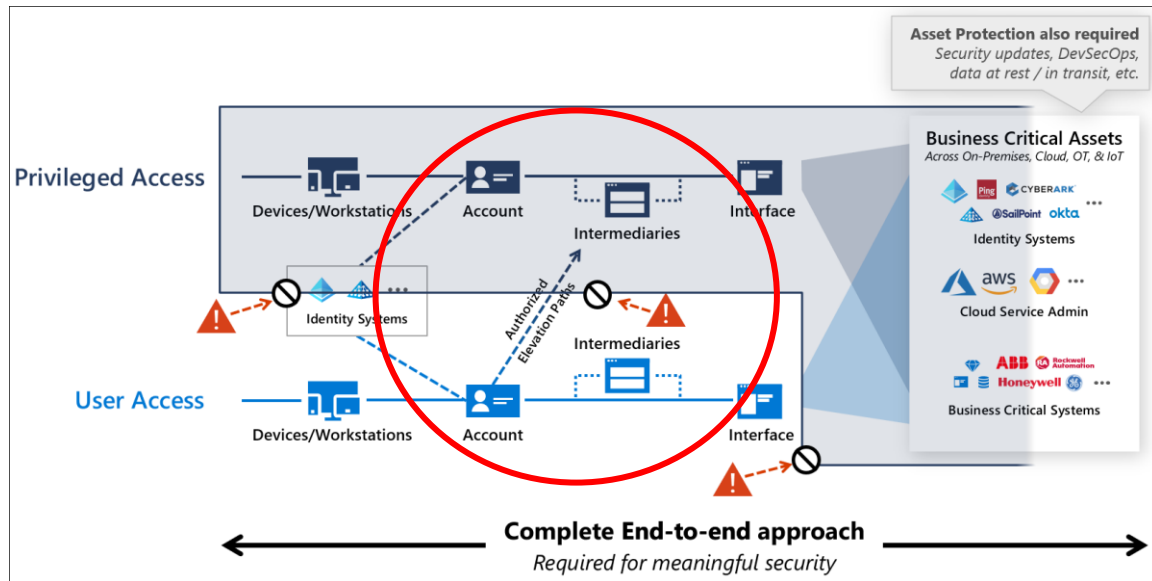 Asset Protection also required
Security updates, DevSecOps,
data at rest / in transit, etc.
Privileged Access
Devices/Workstations
Account
Intermediaries
Interface
Business Critical Assets
Across On-Premises, Cloud, OT, & IoT
Ping
CYBERARK
SailPoint
okta
...
Identity Systems
aws
...
Cloud Service Admin
ABB
RA
Rockwell
Automation
Honeywell
GE
...
Business Critical Systems
...
Identity Systems
Authorized
Elevation Paths
Intermediaries
User Access
Devices/Workstations
Account
Interface
Complete End-to-end approach
Required for meaningful security